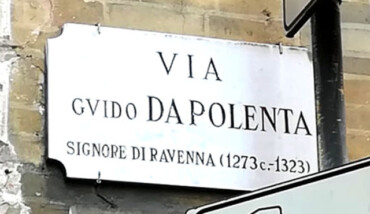 VIA
GVIDO DA POLENTA
SIGNORE DI RAVENNA (1273 c.-1323)